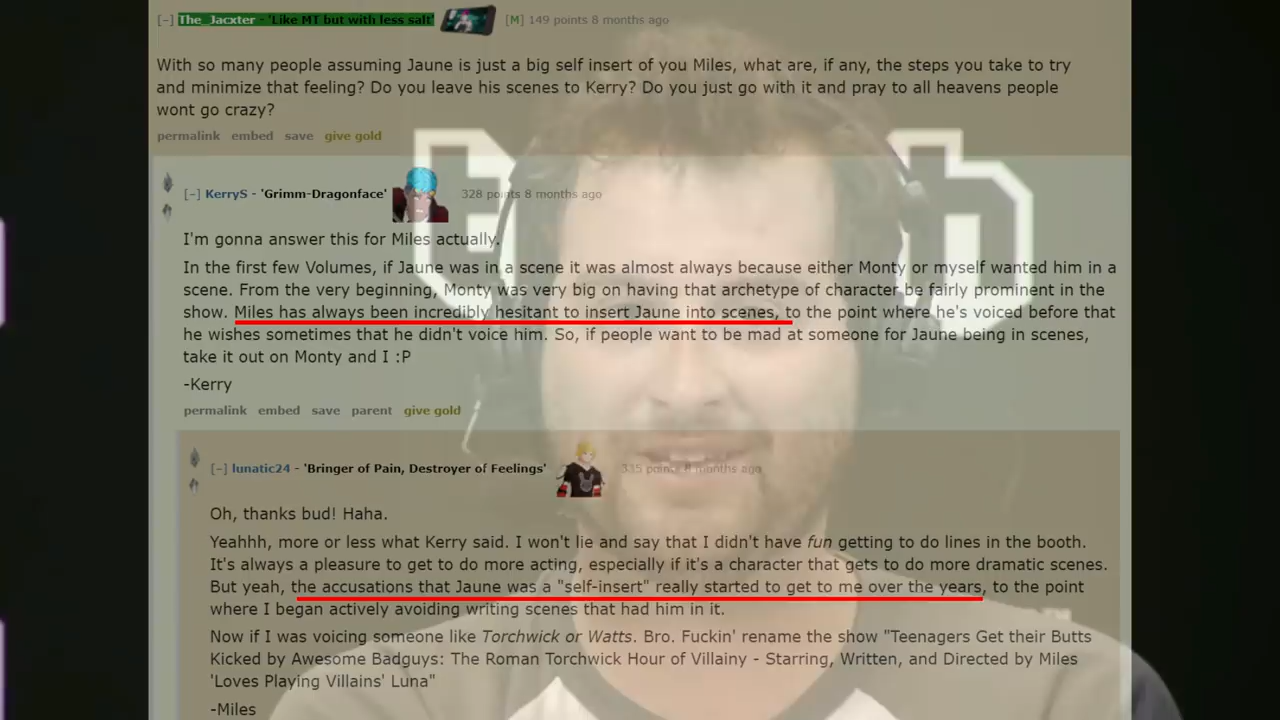 [-] The_Jacxter - 'Like MT but with less salt' [M] 149 points 8 months ago
With so many people assuming Jaune is just a big self insert of you Miles, what are, if any, the steps you take to try
and minimize that feeling? Do you leave his scenes to Kerry? Do you just go with it and pray to all heavens people
wont go crazy?
permalink embed save give gold
[-] KerryS - 'Grimm-Dragonface' 328 points 8 months ago
I'm gonna answer this for Miles actually.
In the first few Volumes, if Jaune was in a scene it was almost always because either Monty or myself wanted him in a
scene. From the very beginning, Monty was very big on having that archetype of character be fairly prominent in the
show. Miles has always been incredibly hesitant to insert Jaune into scenes, to the point where he's voiced before that
he wishes sometimes that he didn't voice him. So, if people want to be mad at someone for Jaune being in scenes,
take it out on Monty and I :P
-Kerry
permalink embed save parent give gold
[-] lunatic24 - 'Bringer of Pain, Destroyer of Feelings' 335 points 8 months ago
Oh, thanks bud! Haha.
Yeahhh, more or less what Kerry said. I won't lie and say that I didn't have fun getting to do lines in the booth.
It's always a pleasure to get to do more acting, especially if it's a character that gets to do more dramatic scenes.
But yeah, the accusations that Jaune was a "self-insert" really started to get to me over the years, to the point
where I began actively avoiding writing scenes that had him in it.
Now if I was voicing someone like Torchwick or Watts. Bro. Fuckin' rename the show "Teenagers Get their Butts
Kicked by Awesome Badguys: The Roman Torchwick Hour of Villainy - Starring, Written, and Directed by Miles
'Loves Playing Villains' Luna"
-Miles